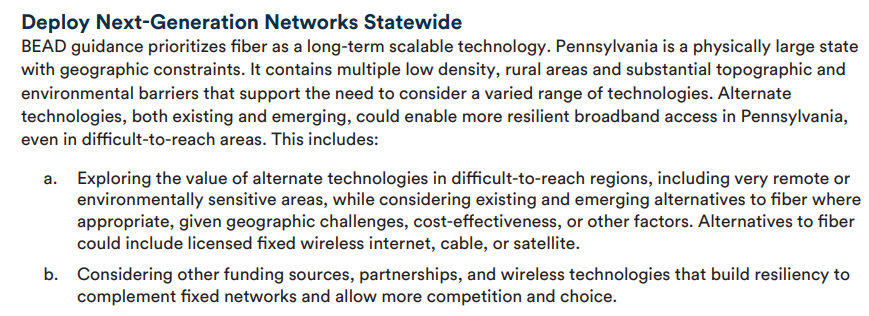 Deploy Next-Generation Networks Statewide
BEAD guidance prioritizes fiber as a long-term scalable technology. Pennsylvania is a physically large state
with geographic constraints. It contains multiple low density, rural areas and substantial topographic and
environmental barriers that support the need to consider a varied range of technologies. Alternate
technologies, both existing and emerging, could enable more resilient broadband access in Pennsylvania,
even in difficult-to-reach areas. This includes:
a. Exploring the value of alternate technologies in difficult-to-reach regions, including very remote or
environmentally sensitive areas, while considering existing and emerging alternatives to fiber where
appropriate, given geographic challenges, cost-effectiveness, or other factors. Alternatives to fiber
could include licensed fixed wireless internet, cable, or satellite.
b. Considering other funding sources, partnerships, and wireless technologies that build resiliency to
complement fixed networks and allow more competition and choice.